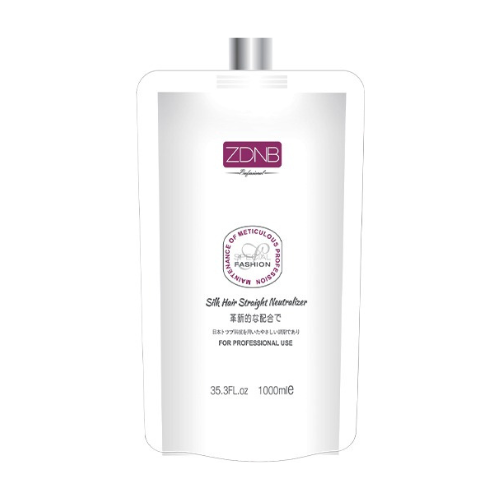 ZDNB
Professional
MAINTENANCE OF METICULOUS PROFESSION
FASHION
Silk Hair Straight Neutralizer
革新的な配合で
FOR PROFESSIONAL USE
35.3FL.oz 1000ml℮